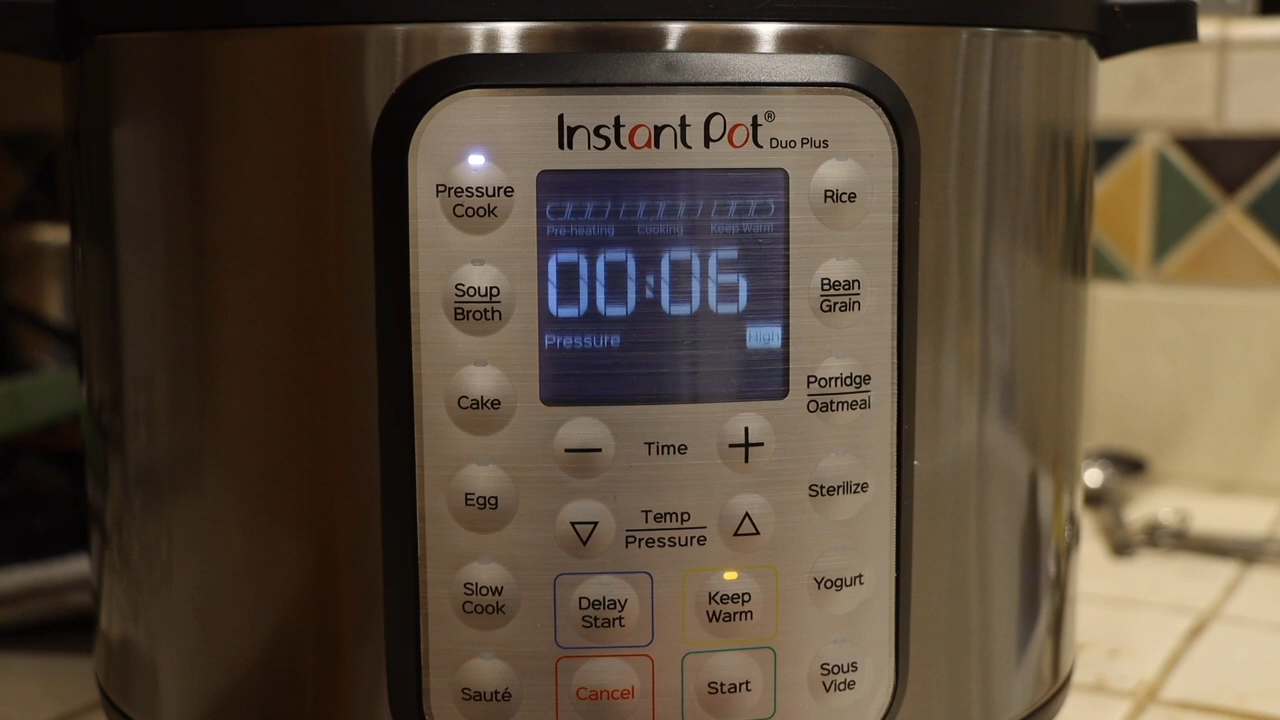 Instant Pot®
Duo Plus
Pressure
Cook
Rice
Pre-heating Cooking Keep Warm
00:06
Pressure High
Soup
Broth
Bean
Grain
Cake
Porridge
Oatmeal
− Time +
Egg
Sterilize
Temp
Pressure
Slow
Cook
Delay
Start
Keep
Warm
Yogurt
Sauté
Cancel
Start
Sous
Vide